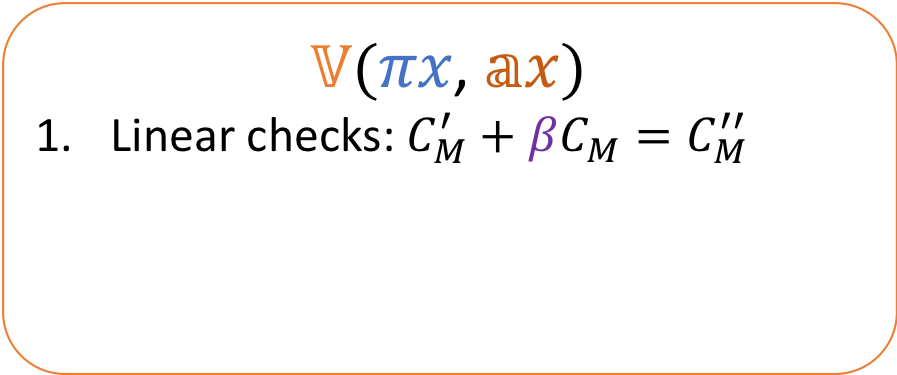 𝕍(πx, 𝕒x)
1. Linear checks: C′_M + βC_M = C″_M